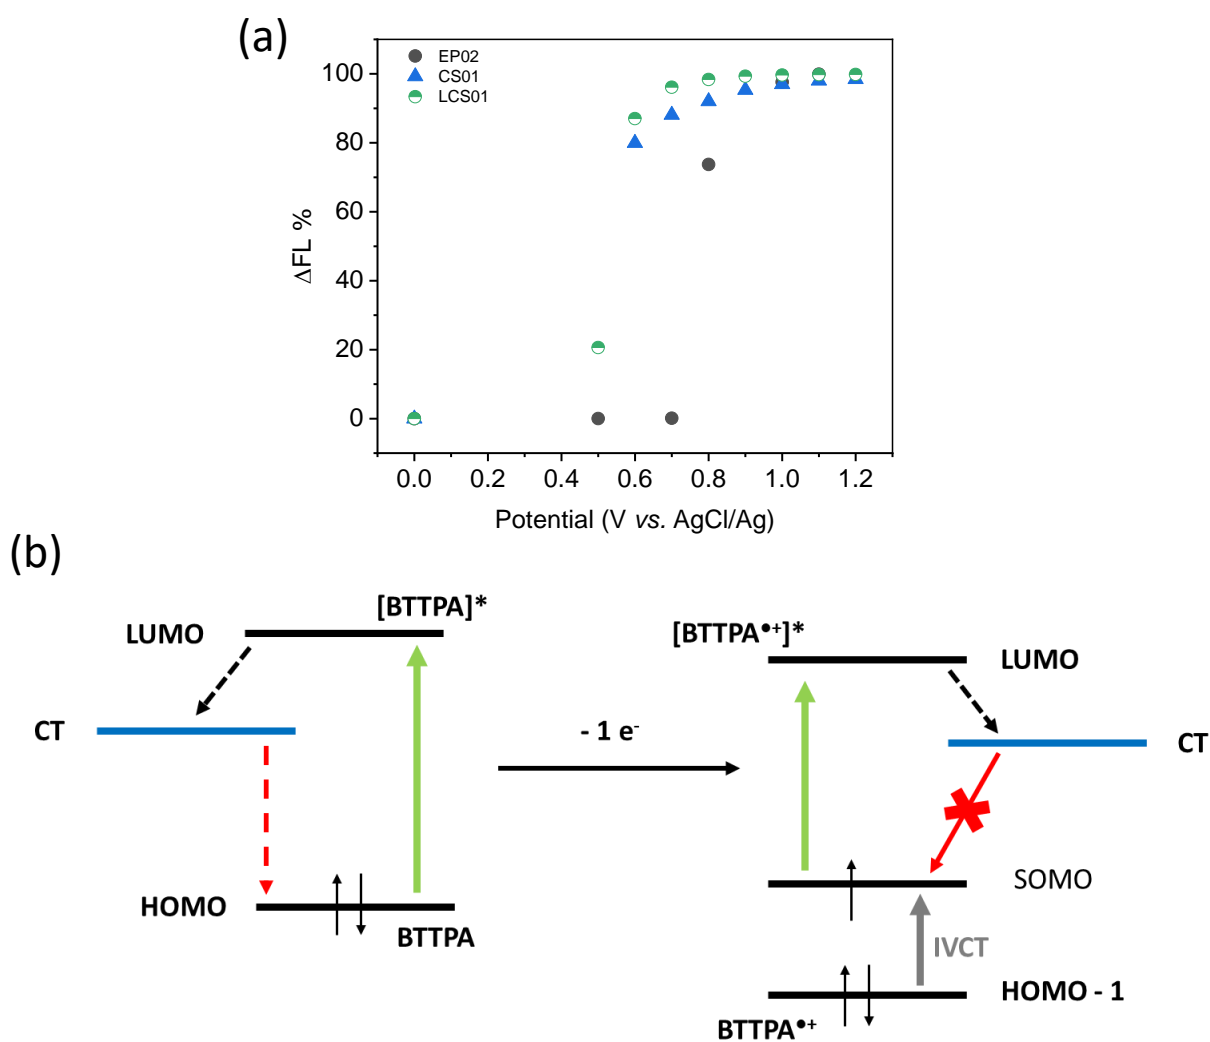 (a)
EP02
CS01
LCS01
100
80
60
40
20
0
ΔFL %
0.0 0.2 0.4 0.6 0.8 1.0 1.2
Potential (V vs. AgCl/Ag)
(b)
[BTTPA]*
LUMO
CT
HOMO
BTTPA
- 1 e⁻
[BTTPA•⁺]*
LUMO
CT
SOMO
IVCT
HOMO - 1
BTTPA•⁺